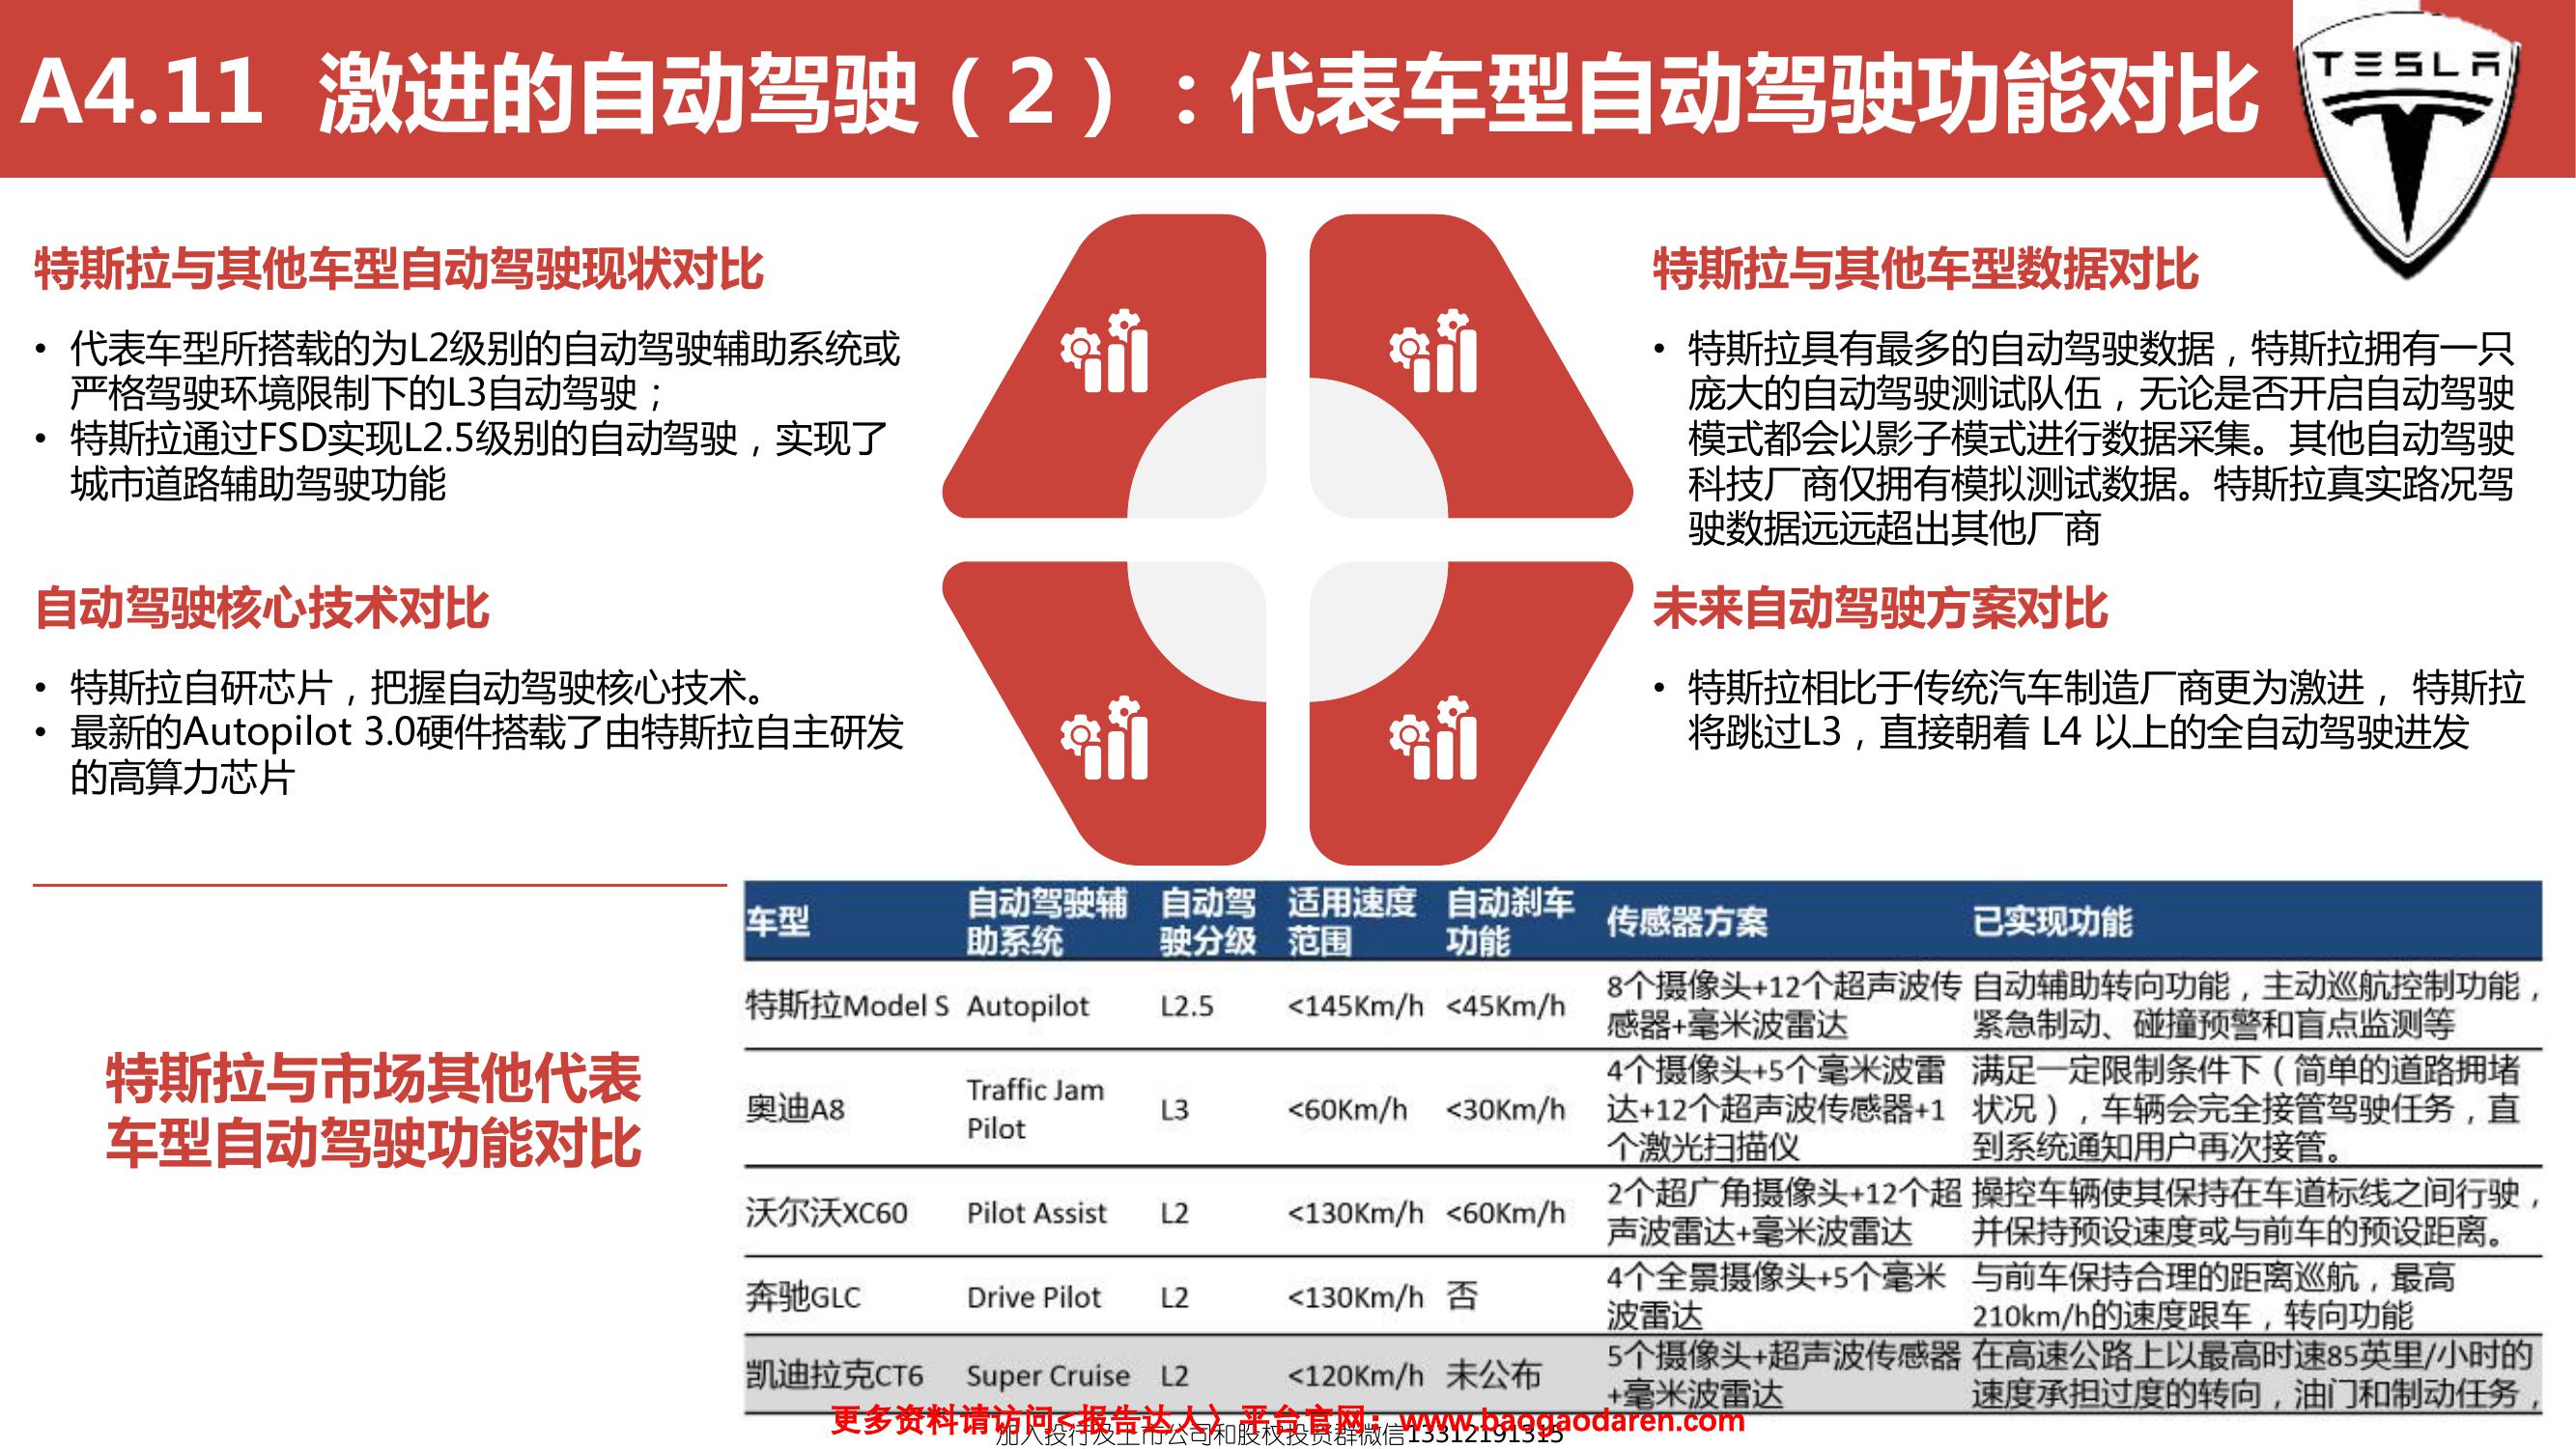 A4.11 激进的自动驾驶（2）：代表车型自动驾驶功能对比
TESLA
特斯拉与其他车型自动驾驶现状对比
• 代表车型所搭载的为L2级别的自动驾驶辅助系统或
严格驾驶环境限制下的L3自动驾驶；
• 特斯拉通过FSD实现L2.5级别的自动驾驶，实现了
城市道路辅助驾驶功能
特斯拉与其他车型数据对比
• 特斯拉具有最多的自动驾驶数据，特斯拉拥有一只
庞大的自动驾驶测试队伍，无论是否开启自动驾驶
模式都会以影子模式进行数据采集。其他自动驾驶
科技厂商仅拥有模拟测试数据。特斯拉真实路况驾
驶数据远远超出其他厂商
自动驾驶核心技术对比
• 特斯拉自研芯片，把握自动驾驶核心技术。
• 最新的Autopilot 3.0硬件搭载了由特斯拉自主研发
的高算力芯片
未来自动驾驶方案对比
• 特斯拉相比于传统汽车制造厂商更为激进， 特斯拉
将跳过L3，直接朝着 L4 以上的全自动驾驶进发
特斯拉与市场其他代表
车型自动驾驶功能对比
车型
自动驾驶辅
助系统
自动驾
驶分级
适用速度
范围
自动刹车
功能
传感器方案
已实现功能
特斯拉Model S
Autopilot
L2.5
<145Km/h
<45Km/h
8个摄像头+12个超声波传
感器+毫米波雷达
自动辅助转向功能，主动巡航控制功能，
紧急制动、碰撞预警和盲点监测等
奥迪A8
Traffic Jam
Pilot
L3
<60Km/h
<30Km/h
4个摄像头+5个毫米波雷
达+12个超声波传感器+1
个激光扫描仪
满足一定限制条件下（简单的道路拥堵
状况），车辆会完全接管驾驶任务，直
到系统通知用户再次接管。
沃尔沃XC60
Pilot Assist
L2
<130Km/h
<60Km/h
2个超广角摄像头+12个超
声波雷达+毫米波雷达
操控车辆使其保持在车道标线之间行驶，
并保持预设速度或与前车的预设距离。
奔驰GLC
Drive Pilot
L2
<130Km/h
否
4个全景摄像头+5个毫米
波雷达
与前车保持合理的距离巡航，最高
210km/h的速度跟车，转向功能
凯迪拉克CT6
Super Cruise
L2
<120Km/h
未公布
5个摄像头+超声波传感器
+毫米波雷达
在高速公路上以最高时速85英里/小时的
速度承担过度的转向，油门和制动任务，
更多资料请访问<报告达人〉平台官网：www.baogaodaren.com
加入投行及上市公司和股权投资群微信13312191315